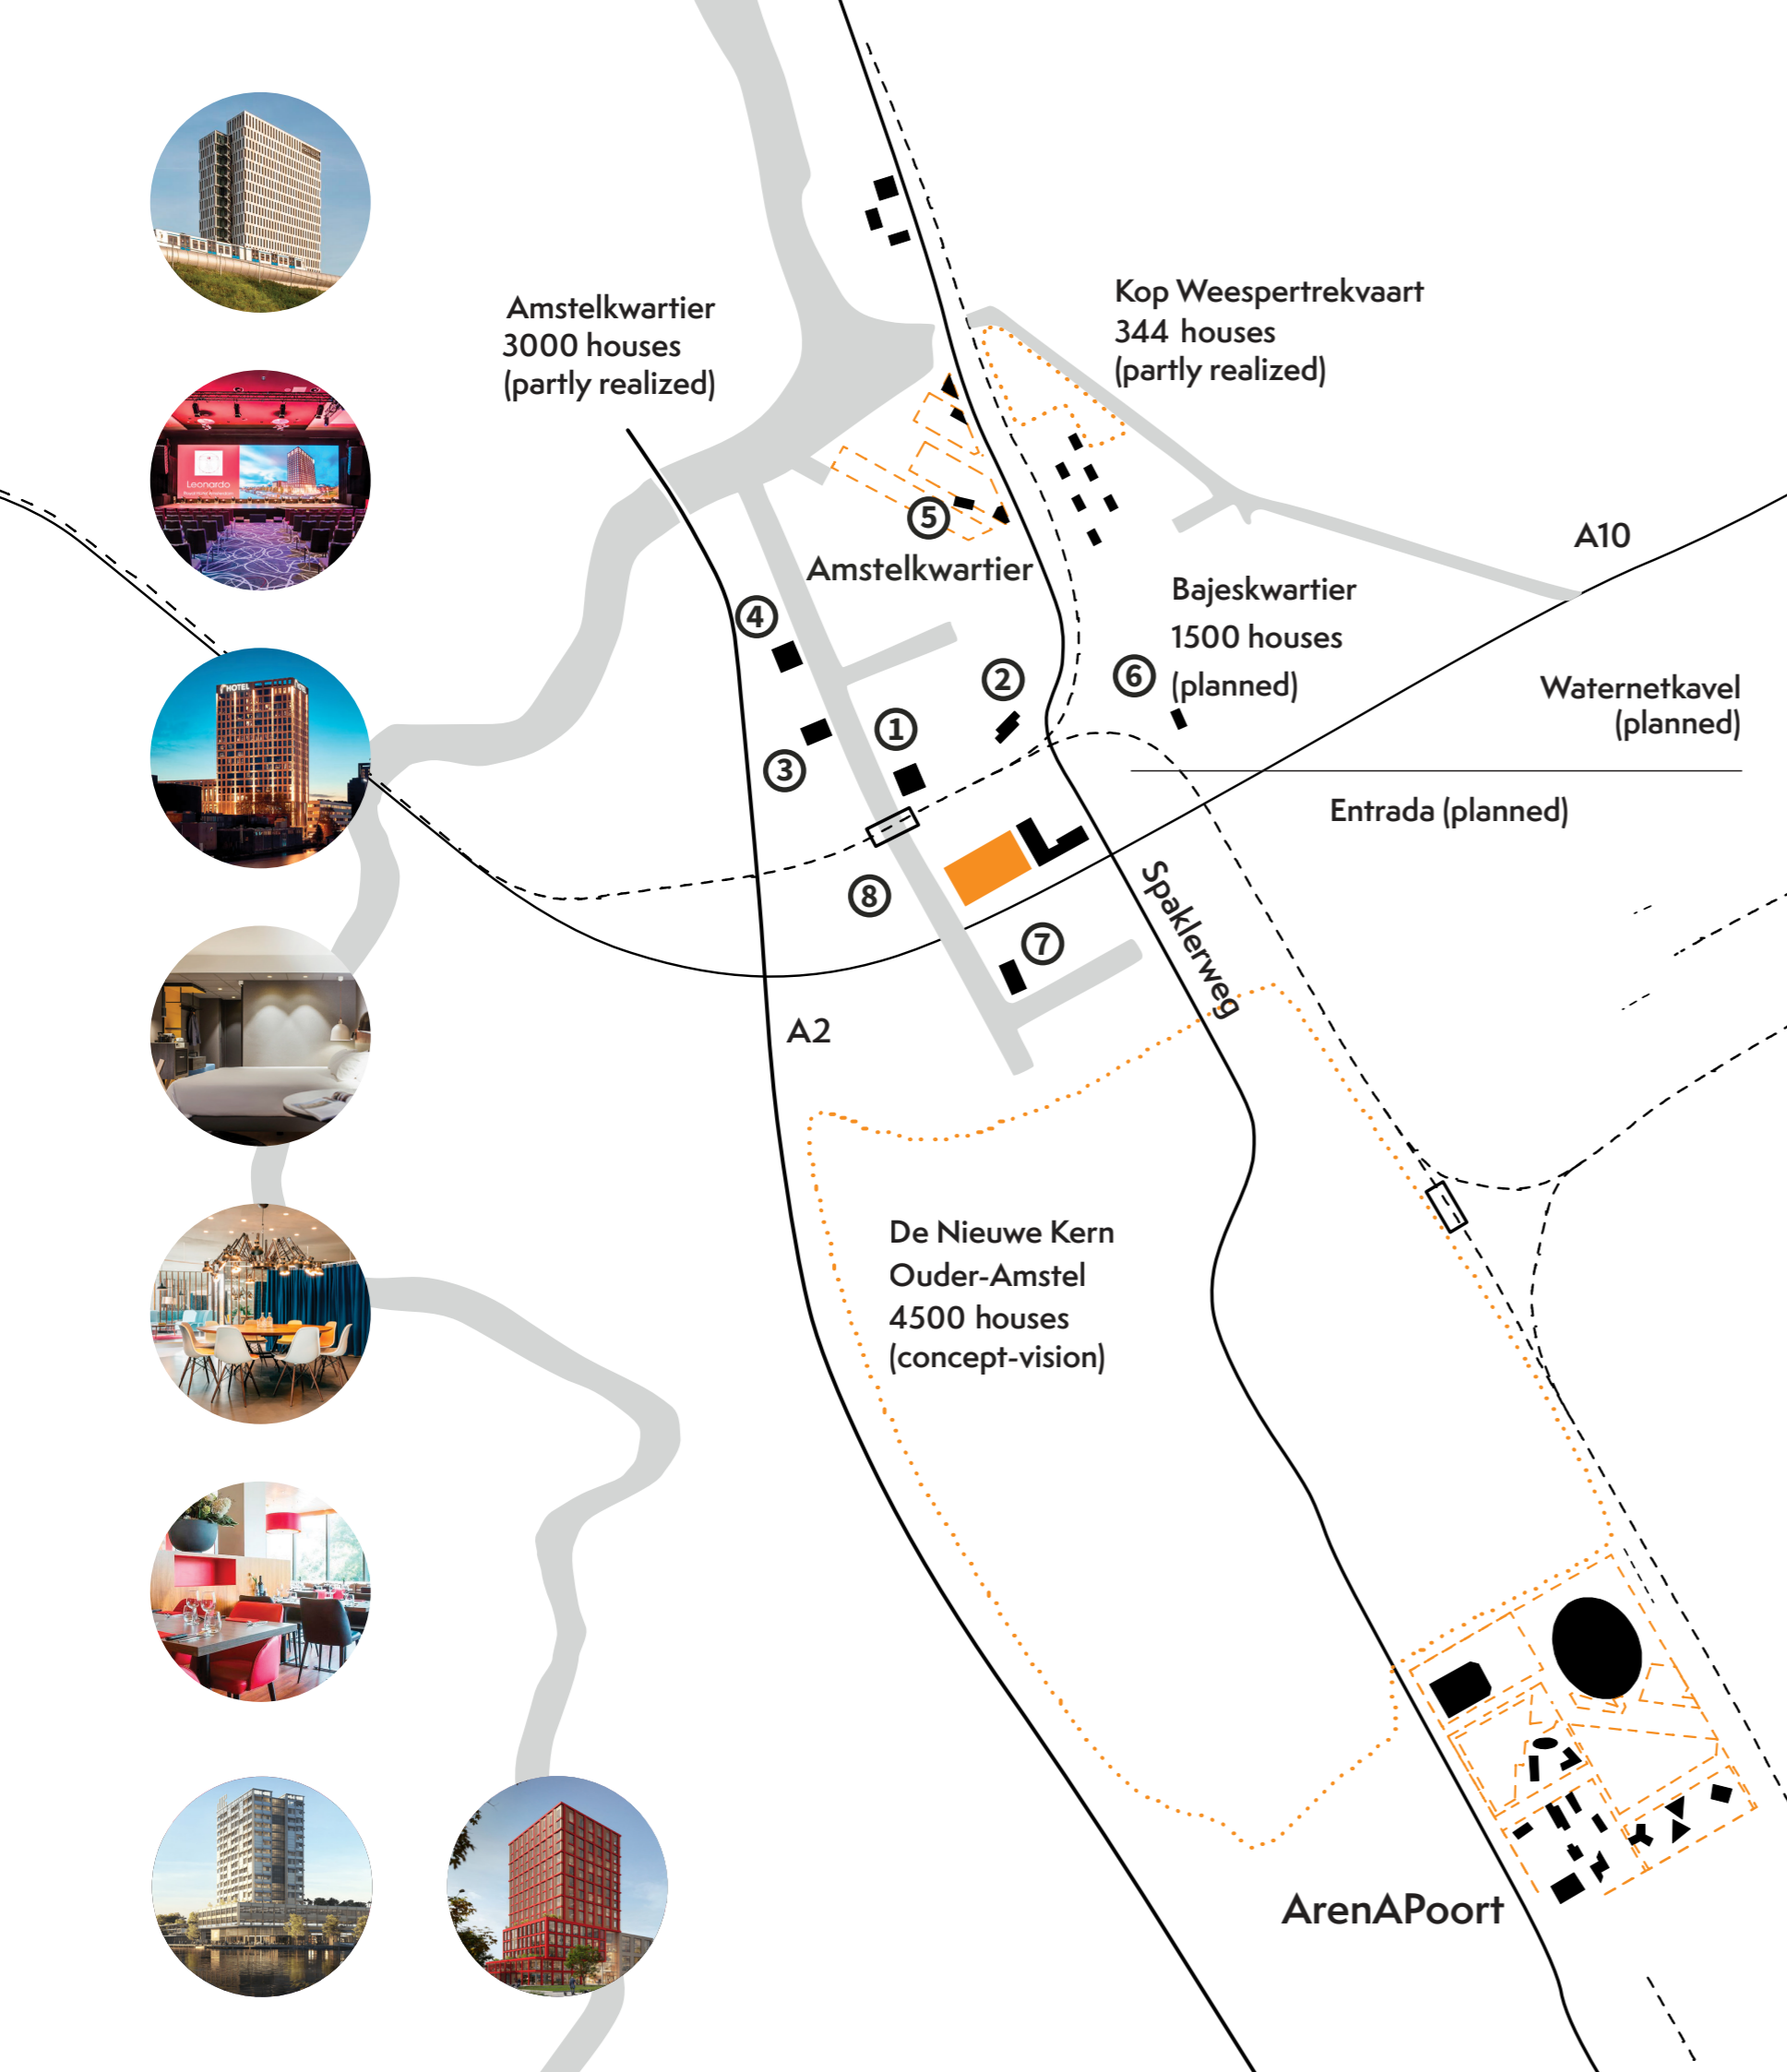 Leonardo
HOTEL
Amstelkwartier
3000 houses
(partly realized)
Kop Weespertrekvaart
344 houses
(partly realized)
A10
5
Amstelkwartier
Bajeskwartier
1500 houses
(planned)
4
2
6
Waternetkavel
(planned)
1
3
Entrada (planned)
8
7
Spaklerweg
A2
De Nieuwe Kern
Ouder-Amstel
4500 houses
(concept-vision)
ArenAPoort